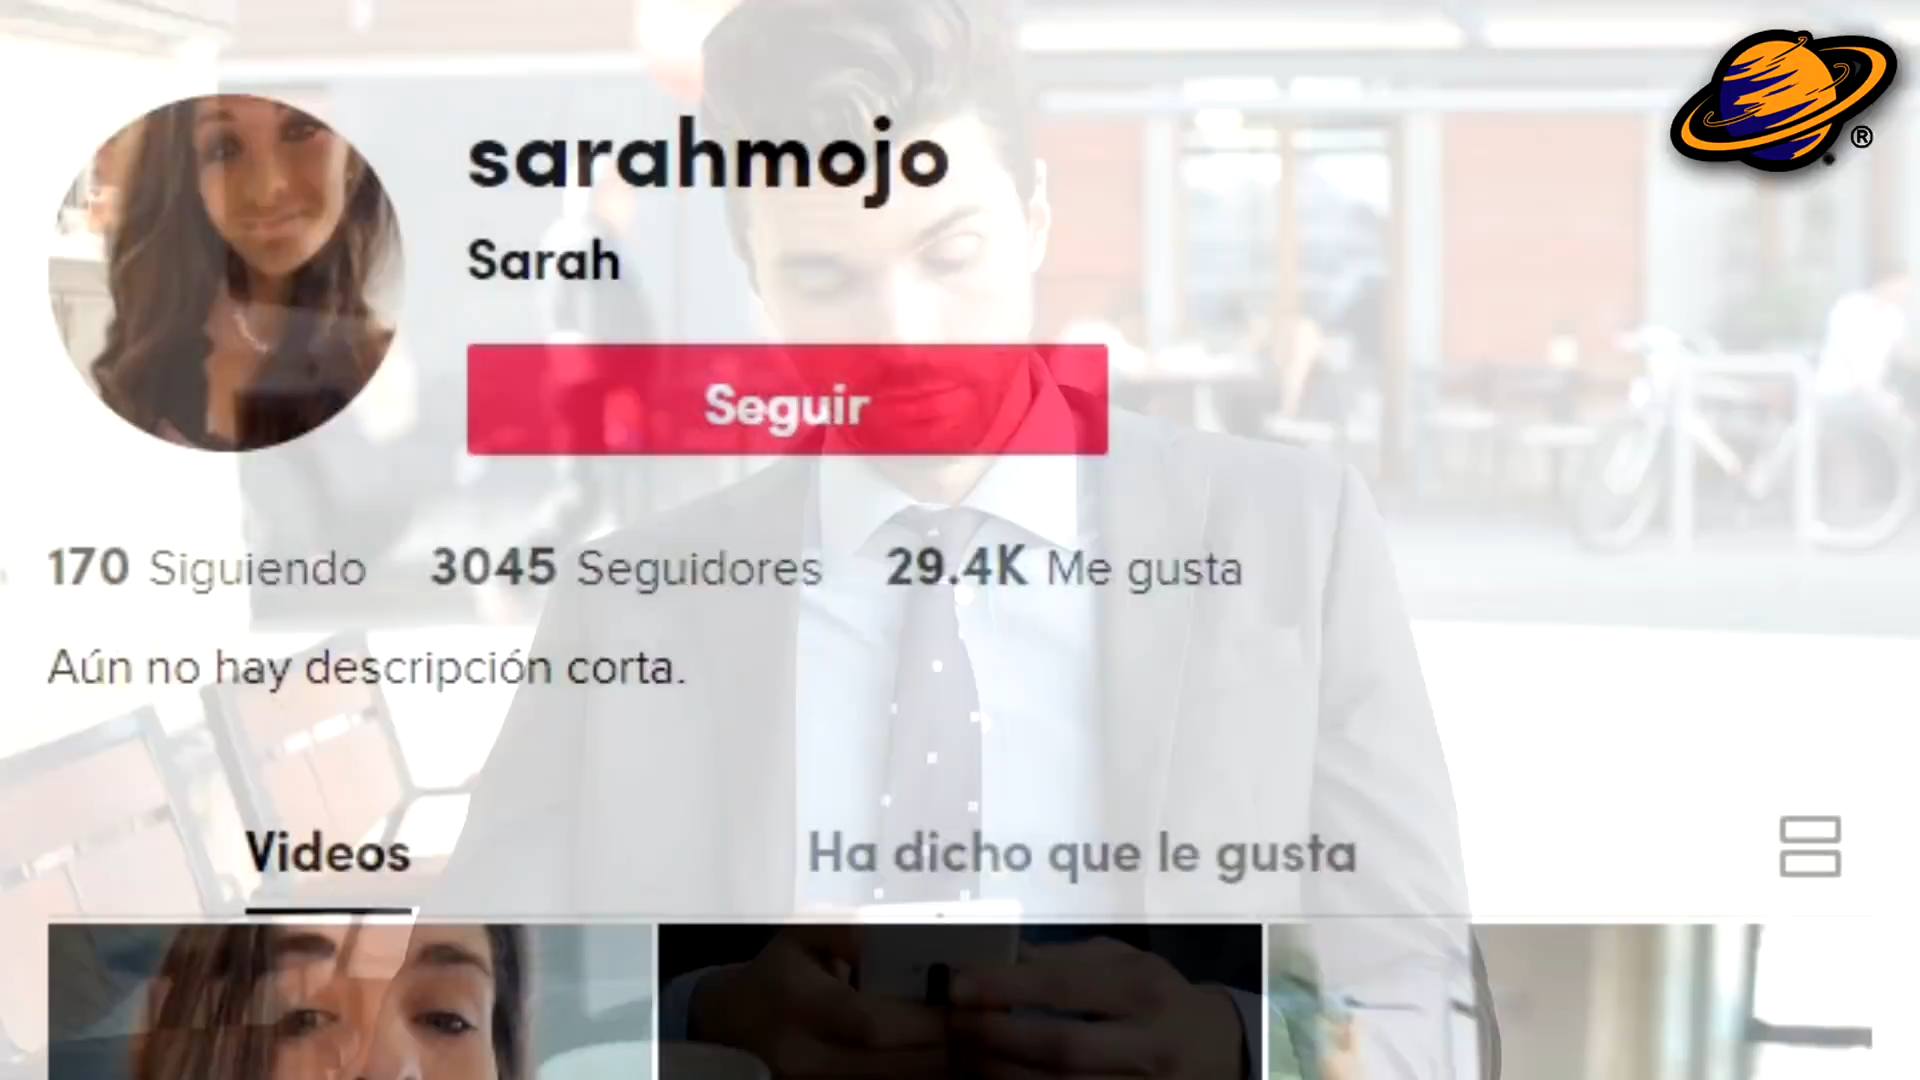 sarahmojo
Sarah
Seguir
170 Siguiendo 3045 Seguidores 29.4K Me gusta
Aún no hay descripción corta.
Videos Ha dicho que le gusta
®